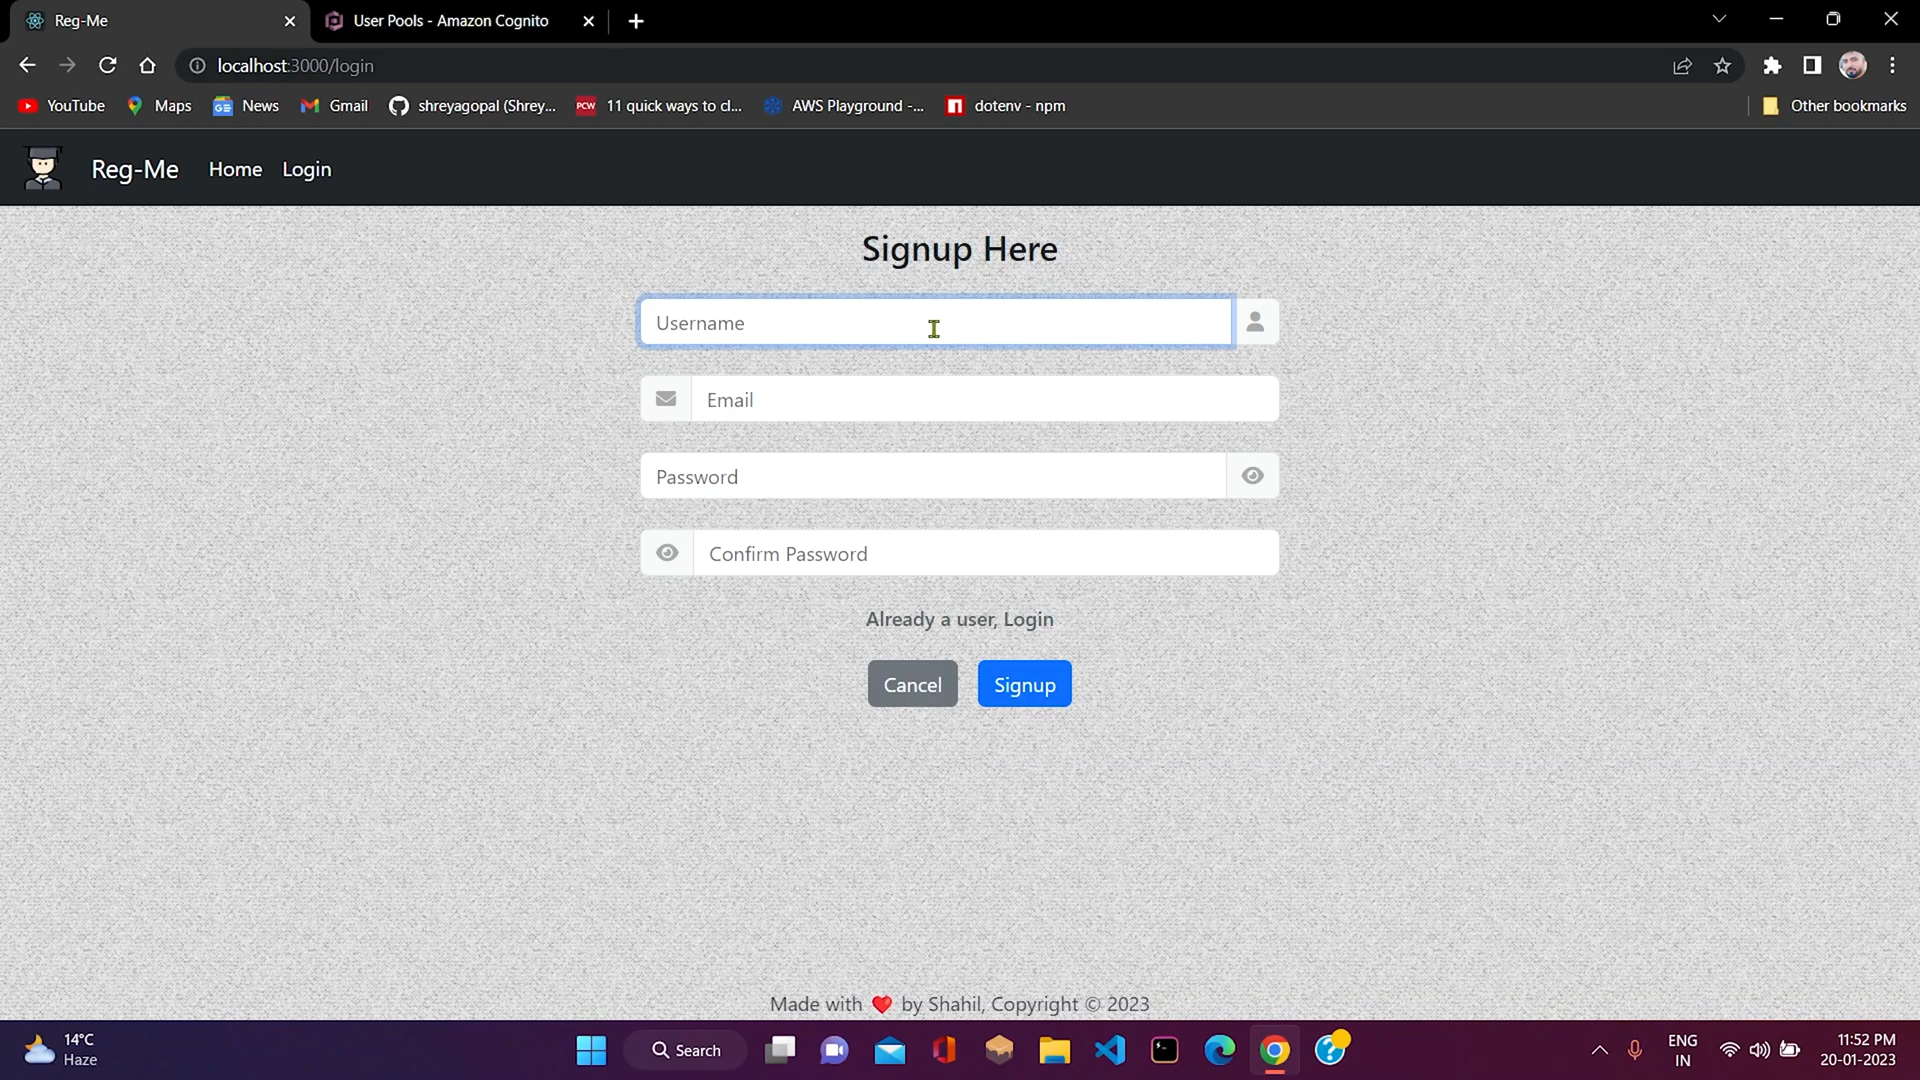 Reg-Me
User Pools - Amazon Cognito
localhost:3000/login
YouTube
Maps
GE
News
Gmail
shreyagopal (Shrey...
PCW
11 quick ways to cl...
AWS Playground -...
n
dotenv - npm
Other bookmarks
Reg-Me
Home
Login
Signup Here
Username
Email
Password
Confirm Password
Already a user, Login
Cancel
Signup
Made with ❤ by Shahil, Copyright © 2023
14°C
Haze
Search
ENG
IN
11:52 PM
20-01-2023